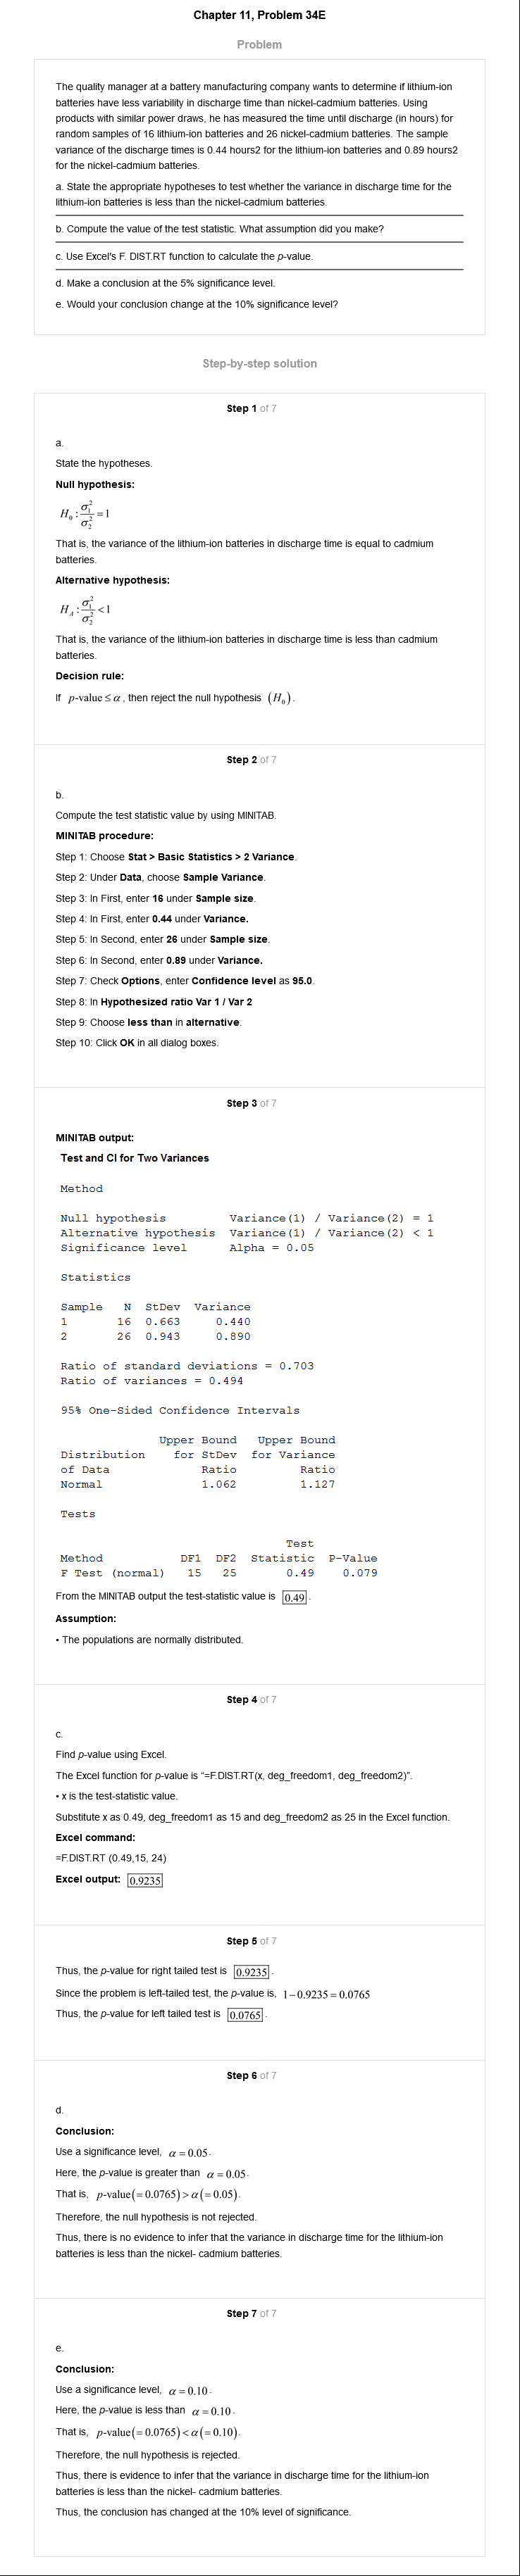 Chapter 11, Problem 34E
Problem
The quality manager at a battery manufacturing company wants to determine if lithium-ion
batteries have less variability in discharge time than nickel-cadmium batteries. Using
products with similar power draws, he has measured the time until discharge (in hours) for
random samples of 16 lithium-ion batteries and 26 nickel-cadmium batteries. The sample
variance of the discharge times is 0.44 hours2 for the lithium-ion batteries and 0.89 hours2
for the nickel-cadmium batteries.
a. State the appropriate hypotheses to test whether the variance in discharge time for the
lithium-ion batteries is less than the nickel-cadmium batteries.
b. Compute the value of the test statistic. What assumption did you make?
c. Use Excel's F. DIST.RT function to calculate the p-value.
d. Make a conclusion at the 5% significance level.
e. Would your conclusion change at the 10% significance level?
Step-by-step solution
Step 1 of 7
a.
State the hypotheses.
Null hypothesis:
H₀ : σ₁²/σ₂² = 1
That is, the variance of the lithium-ion batteries in discharge time is equal to cadmium
batteries.
Alternative hypothesis:
H_A : σ₁²/σ₂² < 1
That is, the variance of the lithium-ion batteries in discharge time is less than cadmium
batteries.
Decision rule:
If p-value ≤ α , then reject the null hypothesis (H₀).
Step 2 of 7
b.
Compute the test statistic value by using MINITAB.
MINITAB procedure:
Step 1: Choose Stat > Basic Statistics > 2 Variance.
Step 2: Under Data, choose Sample Variance.
Step 3: In First, enter 16 under Sample size.
Step 4: In First, enter 0.44 under Variance.
Step 5: In Second, enter 26 under Sample size.
Step 6: In Second, enter 0.89 under Variance.
Step 7: Check Options, enter Confidence level as 95.0.
Step 8: In Hypothesized ratio Var 1 / Var 2
Step 9: Choose less than in alternative.
Step 10: Click OK in all dialog boxes.
Step 3 of 7
MINITAB output:
Test and CI for Two Variances
Method
Null hypothesis Variance(1) / Variance(2) = 1
Alternative hypothesis Variance(1) / Variance(2) < 1
Significance level Alpha = 0.05
Statistics
Sample N StDev Variance
1 16 0.663 0.440
2 26 0.943 0.890
Ratio of standard deviations = 0.703
Ratio of variances = 0.494
95% One-Sided Confidence Intervals
Upper Bound Upper Bound
Distribution for StDev for Variance
of Data Ratio Ratio
Normal 1.062 1.127
Tests
Test
Method DF1 DF2 Statistic P-Value
F Test (normal) 15 25 0.49 0.079
From the MINITAB output the test-statistic value is 0.49.
Assumption:
• The populations are normally distributed.
Step 4 of 7
c.
Find p-value using Excel.
The Excel function for p-value is “=F.DIST.RT(x, deg_freedom1, deg_freedom2)”.
• x is the test-statistic value.
Substitute x as 0.49, deg_freedom1 as 15 and deg_freedom2 as 25 in the Excel function.
Excel command:
=F.DIST.RT (0.49,15, 24)
Excel output: 0.9235
Step 5 of 7
Thus, the p-value for right tailed test is 0.9235.
Since the problem is left-tailed test, the p-value is, 1−0.9235 = 0.0765
Thus, the p-value for left tailed test is 0.0765.
Step 6 of 7
d.
Conclusion:
Use a significance level, α = 0.05.
Here, the p-value is greater than α = 0.05.
That is, p-value(= 0.0765) > α(= 0.05).
Therefore, the null hypothesis is not rejected.
Thus, there is no evidence to infer that the variance in discharge time for the lithium-ion
batteries is less than the nickel- cadmium batteries.
Step 7 of 7
e.
Conclusion:
Use a significance level, α = 0.10.
Here, the p-value is less than α = 0.10.
That is, p-value(= 0.0765) < α(= 0.10).
Therefore, the null hypothesis is rejected.
Thus, there is evidence to infer that the variance in discharge time for the lithium-ion
batteries is less than the nickel- cadmium batteries.
Thus, the conclusion has changed at the 10% level of significance.